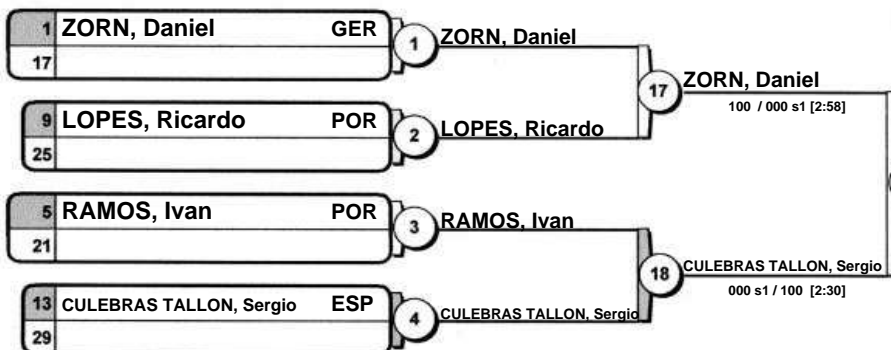 1 ZORN, Daniel GER
17
1 ZORN, Daniel
9 LOPES, Ricardo POR
25
2 LOPES, Ricardo
17 ZORN, Daniel
100 / 000 s1 [2:58]
5 RAMOS, Ivan POR
21
3 RAMOS, Ivan
13 CULEBRAS TALLON, Sergio ESP
29
4 CULEBRAS TALLON, Sergio
18 CULEBRAS TALLON, Sergio
000 s1 / 100 [2:30]